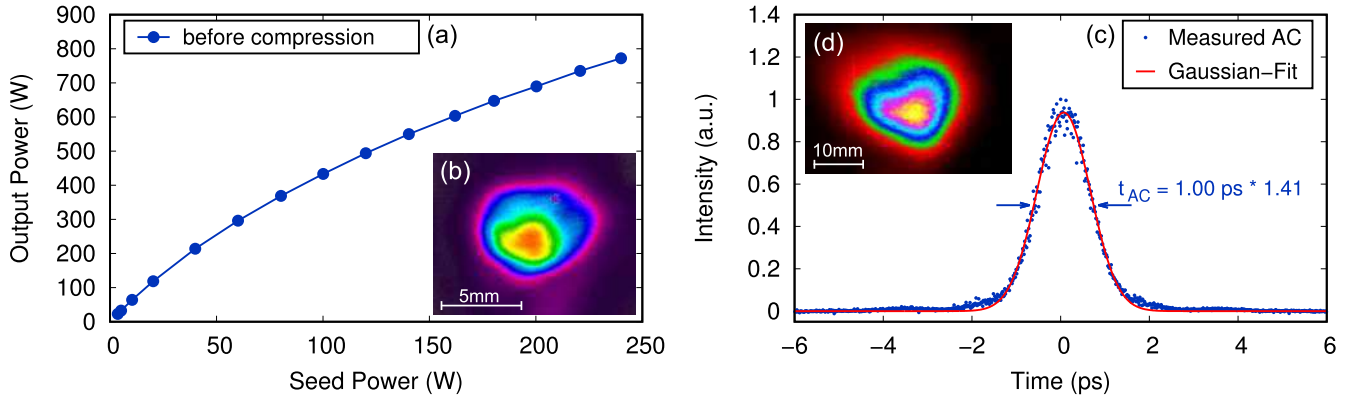 900
800
700
600
500
400
300
200
100
0
Output Power (W)
before compression
(a)
(b)
5mm
0
50
100
150
200
250
Seed Power (W)
1.4
1.2
1
0.8
0.6
0.4
0.2
0
Intensity (a.u.)
(d)
10mm
(c)
Measured AC
Gaussian−Fit
tAC = 1.00 ps * 1.41
−6
−4
−2
0
2
4
6
Time (ps)